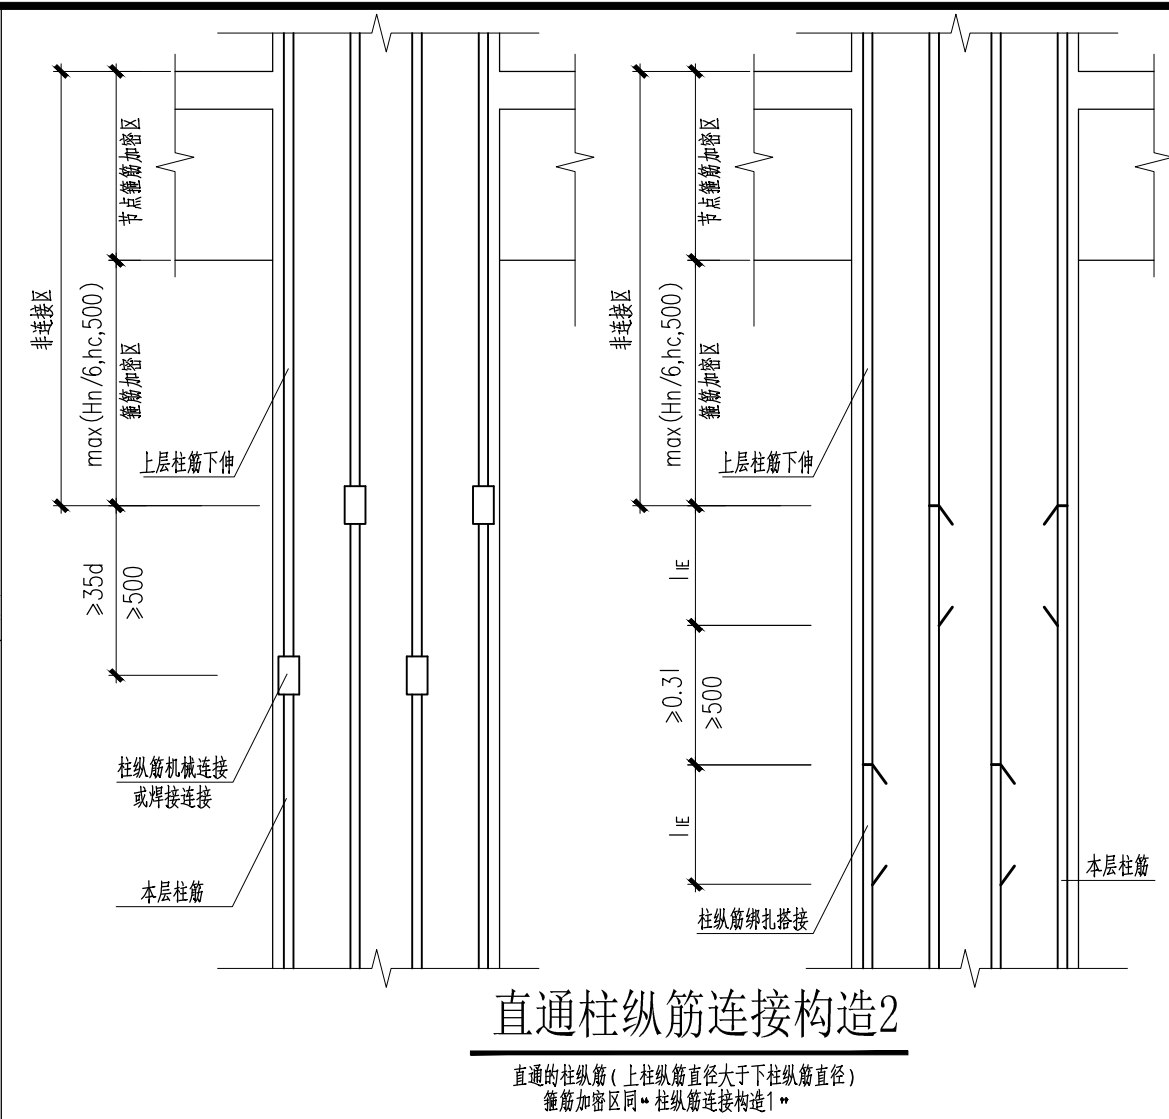 非连接区
节点箍筋加密区
max(Hn/6,hc,500)
箍筋加密区
上层柱筋下伸
≥35d
≥500
柱纵筋机械连接
或焊接连接
本层柱筋
非连接区
节点箍筋加密区
max(Hn/6,hc,500)
箍筋加密区
上层柱筋下伸
llE
≥0.3l
≥500
llE
柱纵筋绑扎搭接
本层柱筋
直通柱纵筋连接构造2
直通的柱纵筋(上柱纵筋直径大于下柱纵筋直径)
箍筋加密区同“柱纵筋连接构造1”